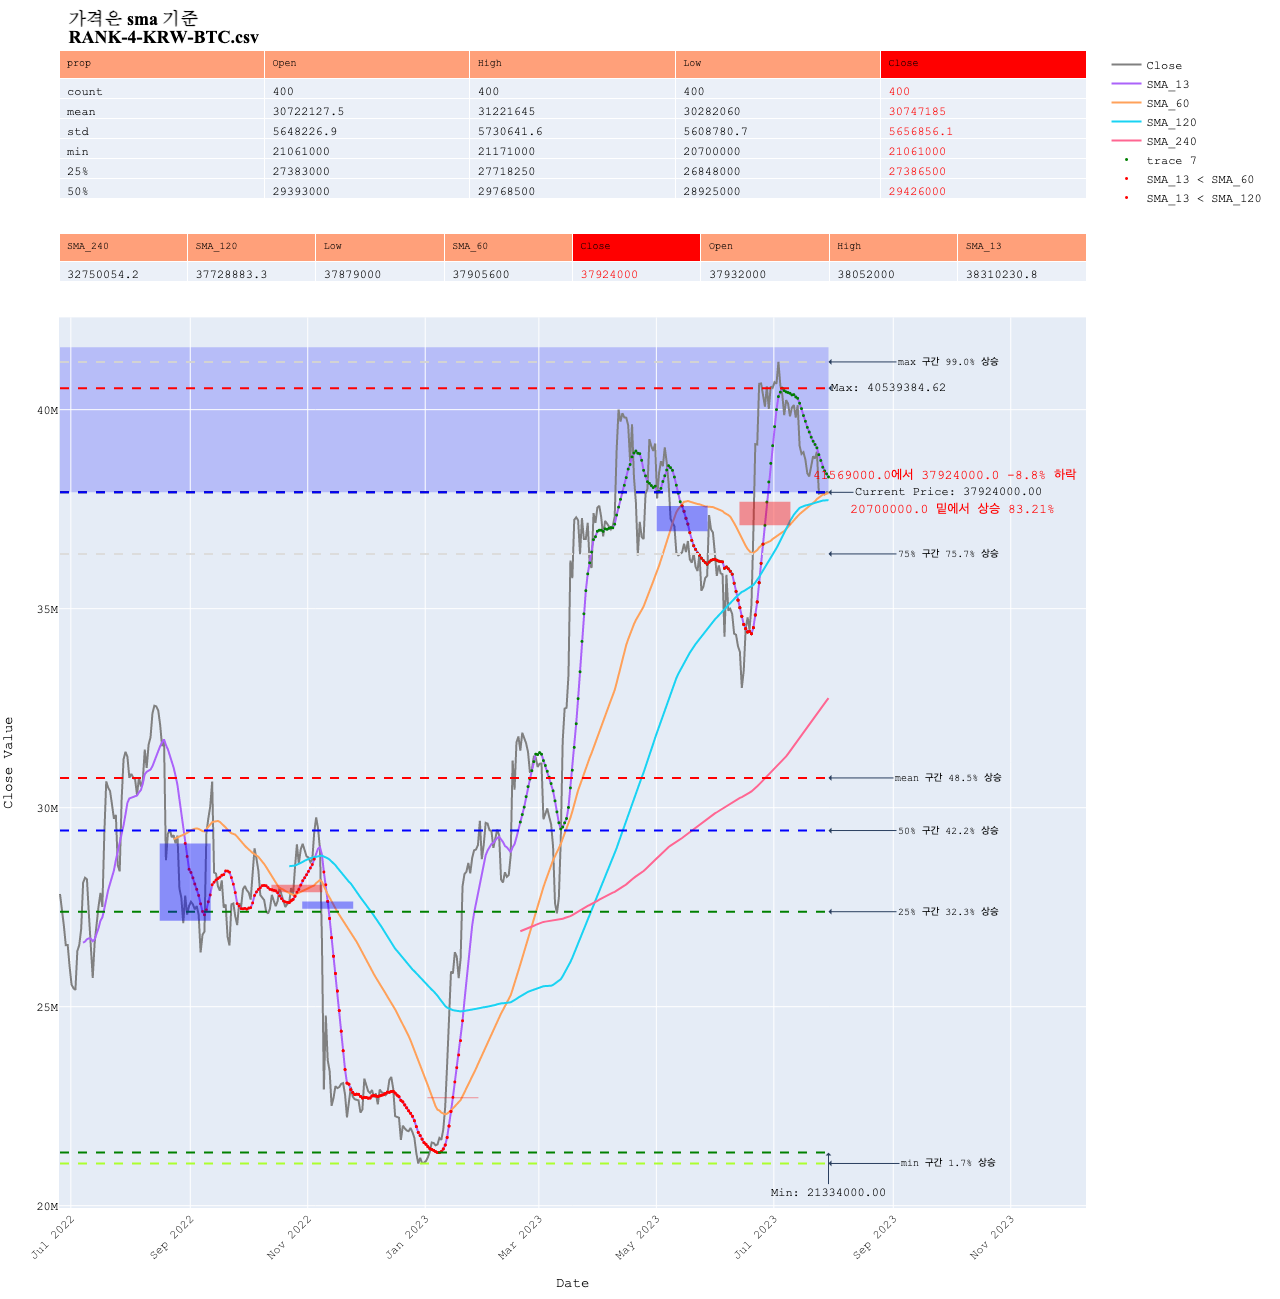 가격은 sma 기준
RANK-4-KRW-BTC.csv
prop Open High Low Close
count 400 400 400 400
mean 30722127.5 31221645 30282060 30747185
std 5648226.9 5730641.6 5608780.7 5656856.1
min 21061000 21171000 20700000 21061000
25% 27383000 27718250 26848000 27386500
50% 29393000 29768500 28925000 29426000
SMA_240 SMA_120 Low SMA_60 Close Open High SMA_13
32750054.2 37728883.3 37879000 37905600 37924000 37932000 38052000 38310230.8
Close
SMA_13
SMA_60
SMA_120
SMA_240
trace 7
SMA_13 < SMA_60
SMA_13 < SMA_120
max 구간 99.0% 상승
Max: 40539384.62
40M
41569000.0에서 37924000.0 -8.8% 하락
Current Price: 37924000.00
20700000.0 밑에서 상승 83.21%
75% 구간 75.7% 상승
35M
mean 구간 48.5% 상승
30M
50% 구간 42.2% 상승
25% 구간 32.3% 상승
25M
min 구간 1.7% 상승
Min: 21334000.00
20M
Close Value
Jul 2022 Sep 2022 Nov 2022 Jan 2023 Mar 2023 May 2023 Jul 2023 Sep 2023 Nov 2023
Date